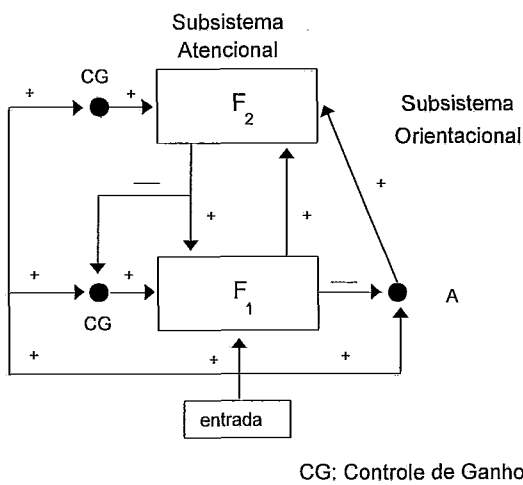 Subsistema
Atencional
CG
+
+
F2
Subsistema
Orientacional
—
+
+
+
+
+
F1
—
CG
A
+
+
+
entrada
CG: Controle de Ganho